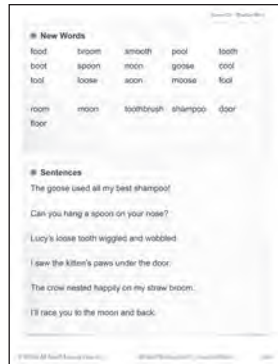 New Words
food broom smooth pool tooth
boot spoon noon goose cool
tool loose soon moose fool
room moon toothbrush shampoo door
floor
Sentences
The goose used all my best shampoo!
Can you hang a spoon on your nose?
Lucy's loose tooth wiggled and wobbled.
I saw the kitten's paws under the door.
The crow nested happily on my straw broom.
I'll race you to the moon and back.